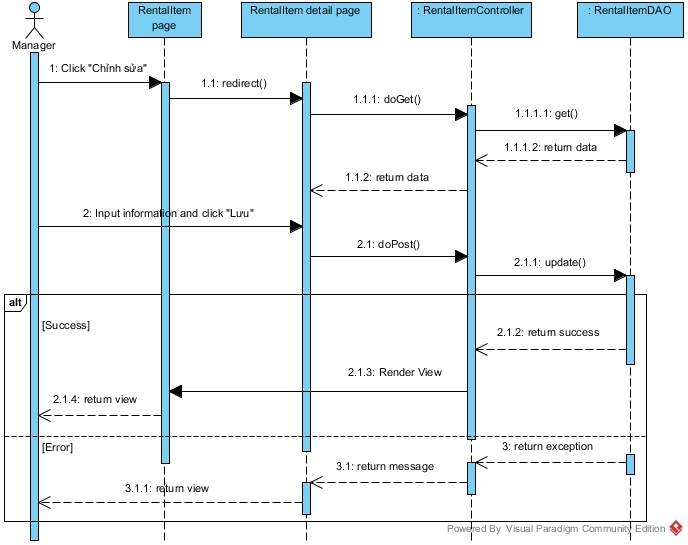 RentalItem
page
RentalItem detail page
: RentalItemController
: RentalItemDAO
Manager
1: Click "Chỉnh sửa"
1.1: redirect()
1.1.1: doGet()
1.1.1.1: get()
1.1.1.2: return data
1.1.2: return data
2: Input information and click "Lưu"
2.1: doPost()
2.1.1: update()
alt
[Success]
2.1.2: return success
2.1.3: Render View
2.1.4: return view
[Error]
3: return exception
3.1: return message
3.1.1: return view
Powered By Visual Paradigm Community Edition